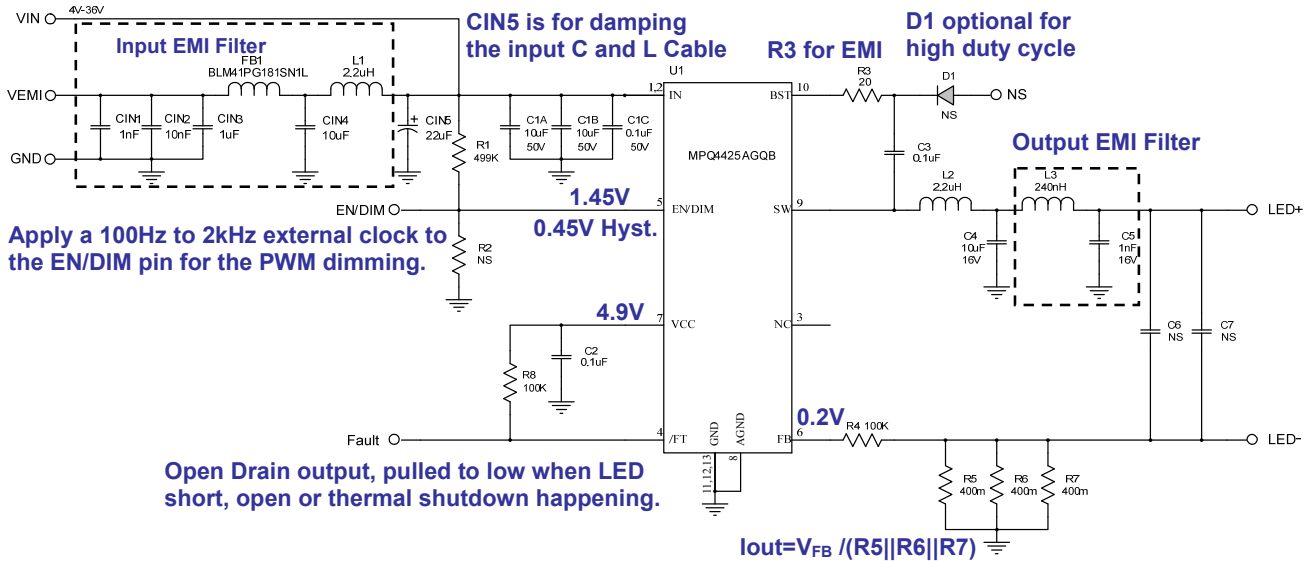 VIN
4V-36V
CIN5 is for damping
the input C and L Cable
D1 optional for
high duty cycle
Input EMI Filter
R3 for EMI
FB1
BLM41PG181SN1L
L1
2.2uH
U1
R3
20
D1
NS
NS
VEMI
1,2
IN
BST
10
CIN1
1nF
CIN2
10nF
CIN3
1uF
CIN4
10uF
+
CIN5
22uF
R1
499K
C1A
10uF
50V
C1B
10uF
50V
C1C
0.1uF
50V
MPQ4425AGQB
C3
0.1uF
Output EMI Filter
GND
L2
2.2uH
L3
240nH
1.45V
EN/DIM
5
EN/DIM
SW
9
LED+
0.45V Hyst.
Apply a 100Hz to 2kHz external clock to
the EN/DIM pin for the PWM dimming.
R2
NS
C4
10uF
16V
C5
1nF
16V
4.9V
7
VCC
NC
3
C6
NS
C7
NS
C2
0.1uF
R8
100K
0.2V
Fault
4
/FT
GND
AGND
FB
6
R4 100K
LED-
11,12,13
8
Open Drain output, pulled to low when LED
short, open or thermal shutdown happening.
R5
400m
R6
400m
R7
400m
Iout=VFB /(R5||R6||R7)